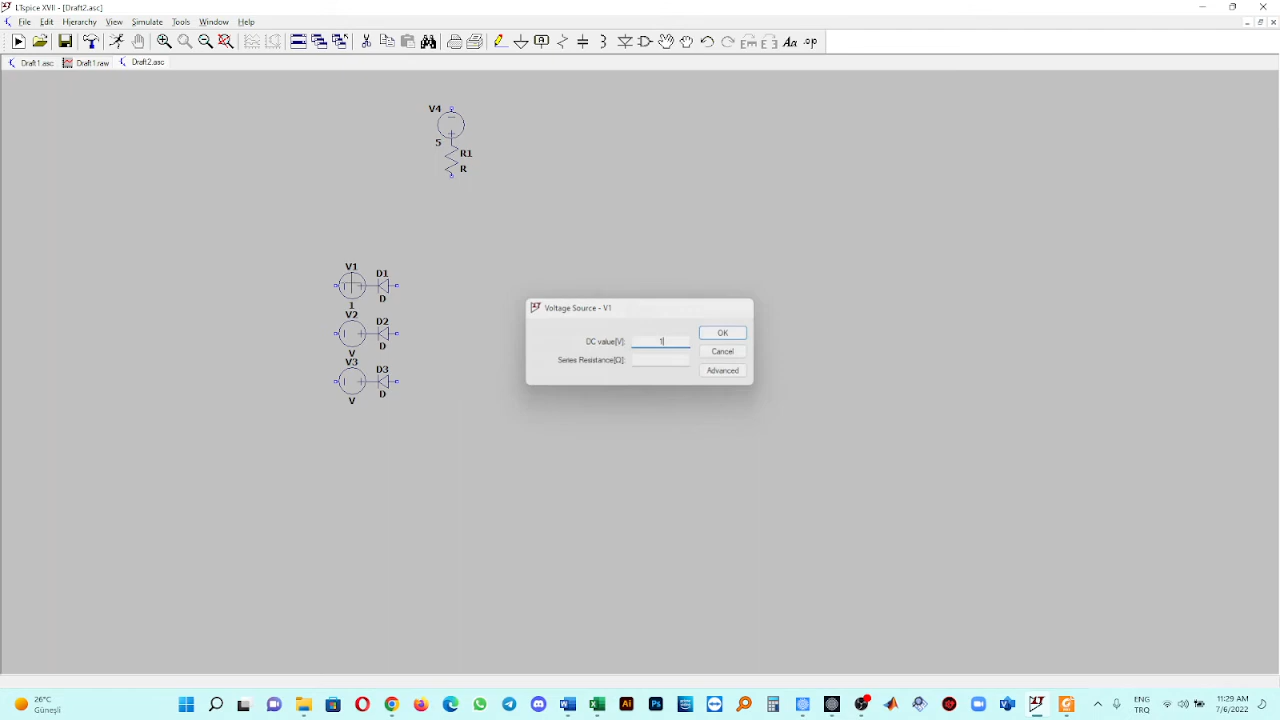 LTspice XVII - [Draft2.asc]
File Edit Hierarchy View Simulate Tools Window Help
Draft1.asc Draft1.raw Draft2.asc
V4
5
R1
R
V1
D1
D
1
V2
D2
D
V
V3
D3
D
V
Voltage Source - V1
DC value[V]: 1
OK
Series Resistance[Ω]:
Cancel
Advanced
26°C
Güneşli
ENG
TRQ
11:29 AM
7/6/2022